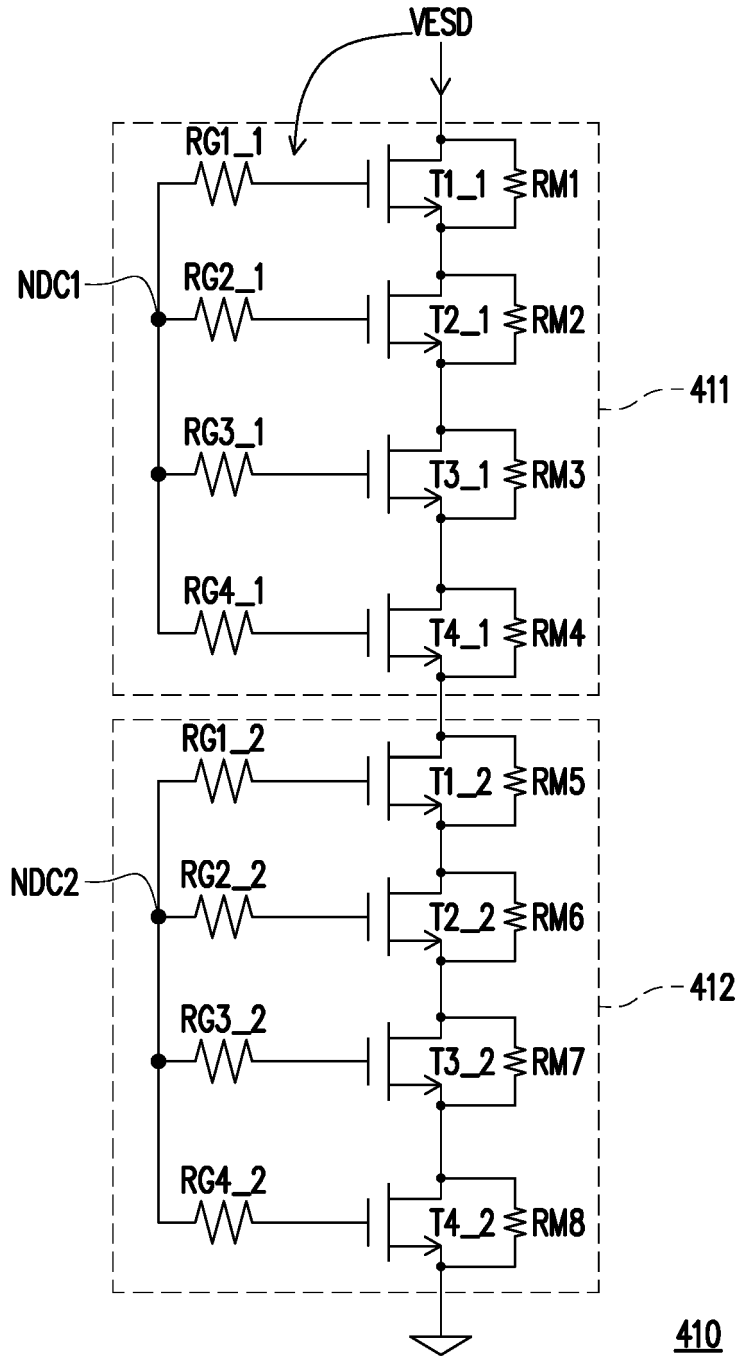 VESD
RG1_1
T1_1
RM1
NDC1
RG2_1
T2_1
RM2
411
RG3_1
T3_1
RM3
RG4_1
T4_1
RM4
RG1_2
T1_2
RM5
NDC2
RG2_2
T2_2
RM6
412
RG3_2
T3_2
RM7
RG4_2
T4_2
RM8
410